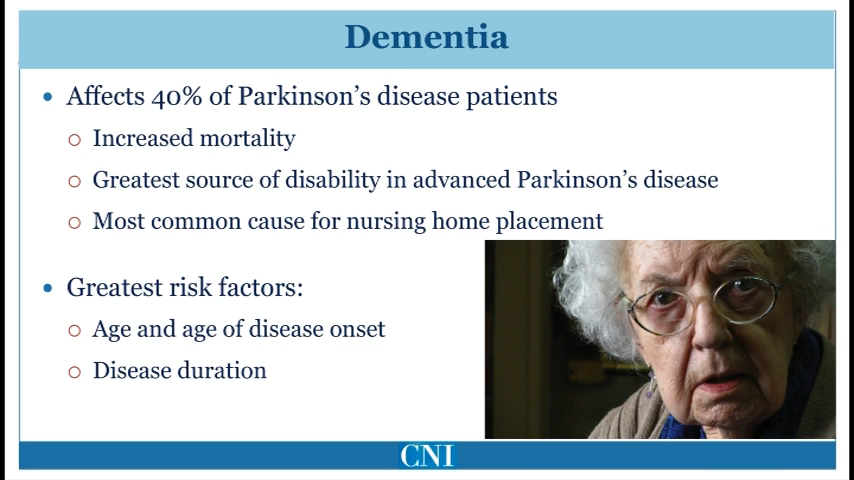 Dementia
• Affects 40% of Parkinson’s disease patients
o Increased mortality
o Greatest source of disability in advanced Parkinson’s disease
o Most common cause for nursing home placement
• Greatest risk factors:
o Age and age of disease onset
o Disease duration
CNI